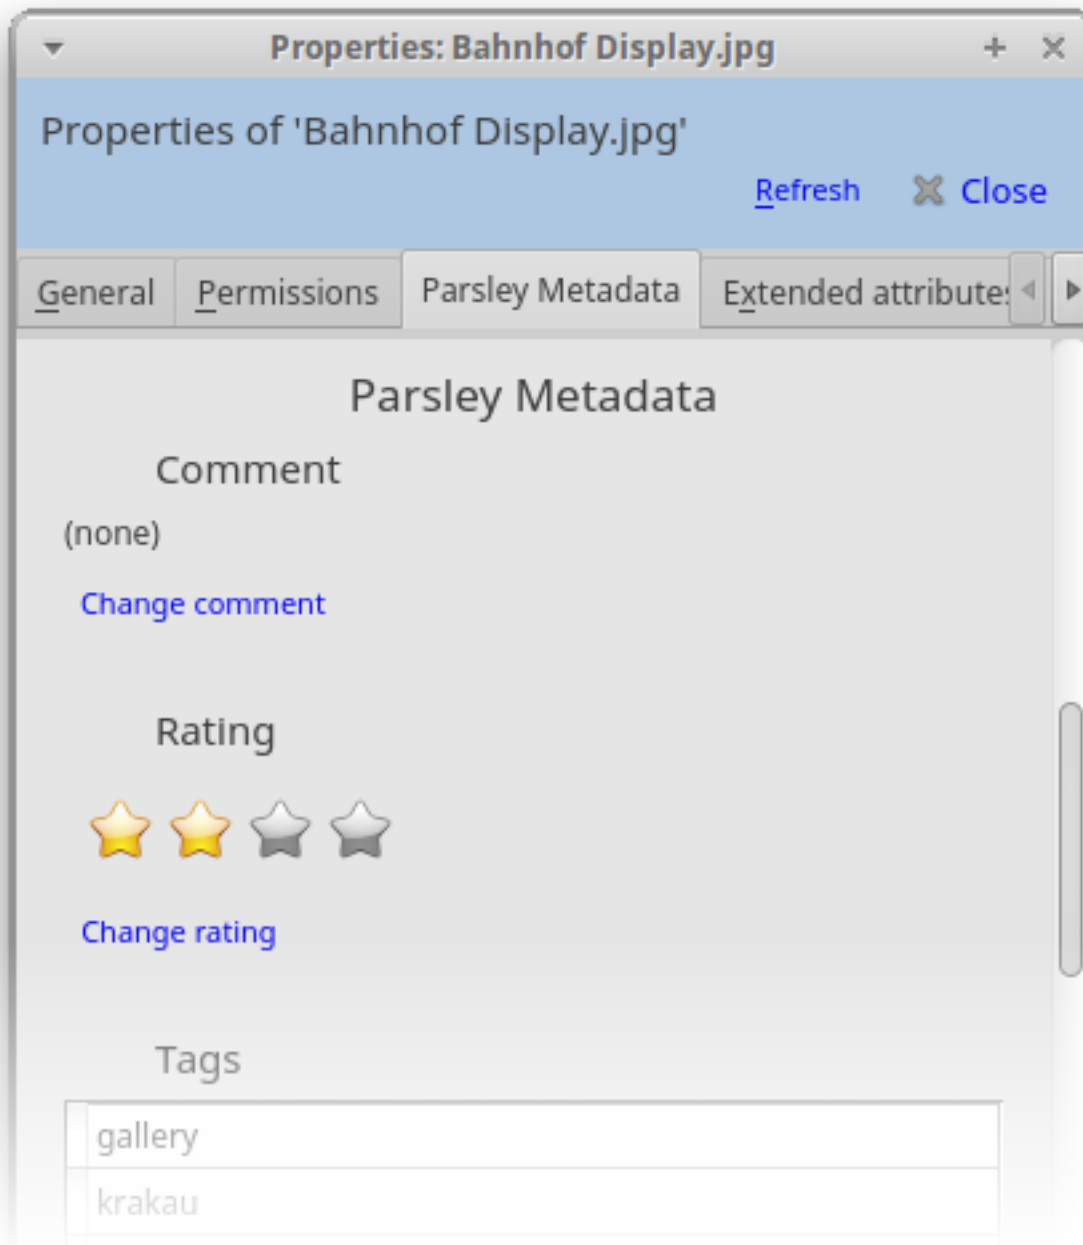 Properties: Bahnhof Display.jpg
Properties of 'Bahnhof Display.jpg'
Refresh Close
General Permissions Parsley Metadata Extended attributes
Parsley Metadata
Comment
(none)
Change comment
Rating
Change rating
Tags
gallery
krakau